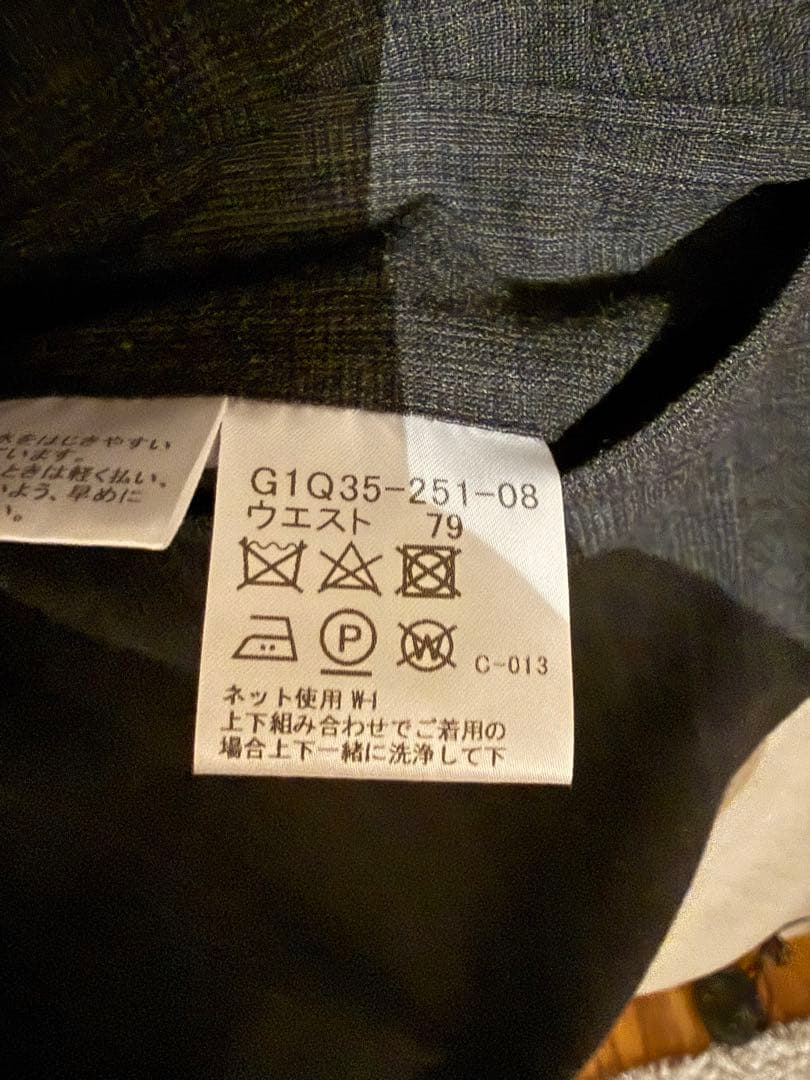 水をはじきやすい
ています。
ときは軽く払い、
いよう、早めに
い。
G1Q35-251-08
ウエスト 79
P
W
C-013
ネット使用 W-I
上下組み合わせでご着用の
場合上下一緒に洗浄して下